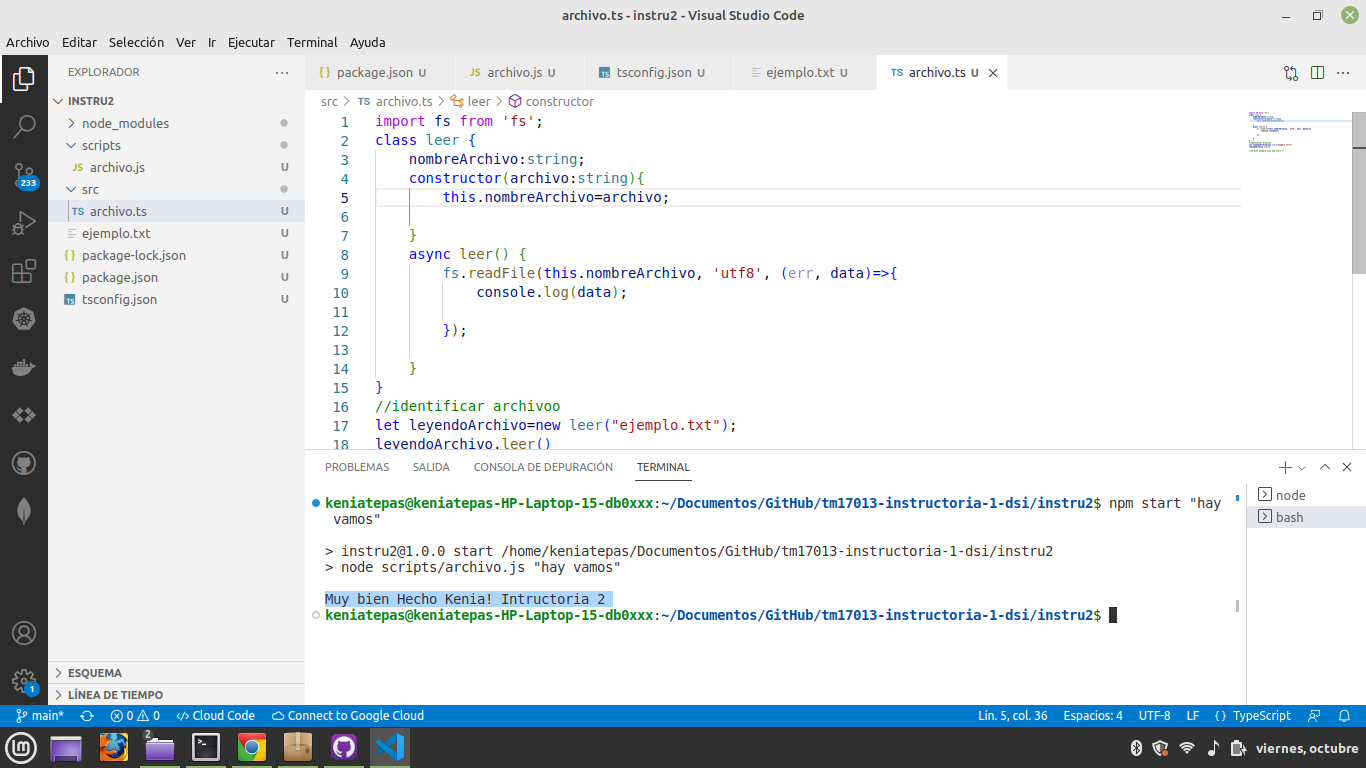 archivo.ts - instru2 - Visual Studio Code
Archivo Editar Selección Ver Ir Ejecutar Terminal Ayuda
EXPLORADOR
INSTRU2
node_modules
scripts
JS archivo.js U
src
TS archivo.ts U
ejemplo.txt U
package-lock.json U
package.json U
tsconfig.json U
233
1
ESQUEMA
LÍNEA DE TIEMPO
package.json U JS archivo.js U tsconfig.json U ejemplo.txt U TS archivo.ts U
src > TS archivo.ts > leer > constructor
1 import fs from 'fs';
2 class leer {
3 nombreArchivo:string;
4 constructor(archivo:string){
5 this.nombreArchivo=archivo;
6
7 }
8 async leer() {
9 fs.readFile(this.nombreArchivo, 'utf8', (err, data)=>{
10 console.log(data);
11
12 });
13
14 }
15 }
16 //identificar archivoo
17 let leyendoArchivo=new leer("ejemplo.txt");
18 leyendoArchivo.leer()
PROBLEMAS SALIDA CONSOLA DE DEPURACIÓN TERMINAL
keniatepas@keniatepas-HP-Laptop-15-db0xxx:~/Documentos/GitHub/tm17013-instructoria-1-dsi/instru2$ npm start "hay
vamos"
> instru2@1.0.0 start /home/keniatepas/Documentos/GitHub/tm17013-instructoria-1-dsi/instru2
> node scripts/archivo.js "hay vamos"
Muy bien Hecho Kenia! Intructoria 2
keniatepas@keniatepas-HP-Laptop-15-db0xxx:~/Documentos/GitHub/tm17013-instructoria-1-dsi/instru2$
node
bash
main* 0 0 Cloud Code Connect to Google Cloud Lín. 5, col. 36 Espacios: 4 UTF-8 LF {} TypeScript
2
viernes, octubre